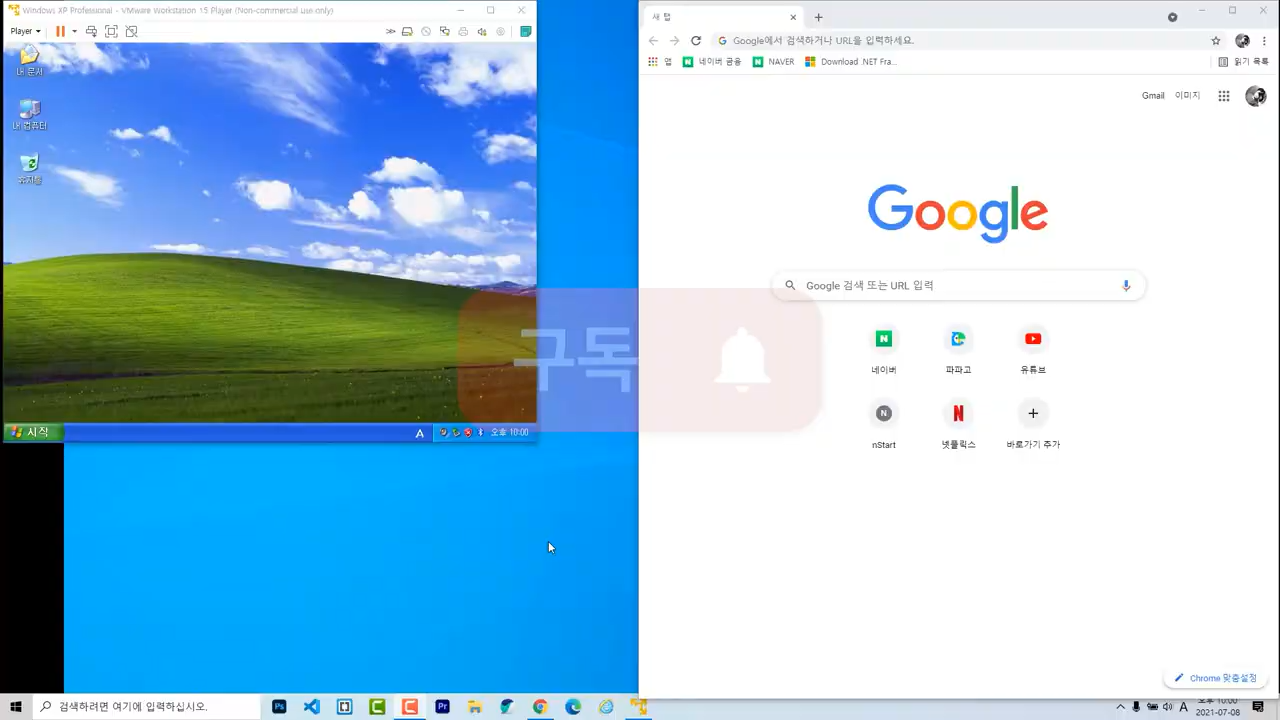 Windows XP Professional - VMware Workstation 15 Player (Non-commercial use only)
Player
내 문서
내 컴퓨터
휴지통
시작
A
오후 10:00
새 탭
Google에서 검색하거나 URL을 입력하세요.
앱
네이버 금융
NAVER
Download .NET Fra...
읽기 목록
Gmail
이미지
Google
Google 검색 또는 URL 입력
구독
네이버
파파고
유튜브
nStart
넷플릭스
바로가기 추가
Chrome 맞춤설정
검색하려면 여기에 입력하십시오.
A
오후 10:00
2021-07-08